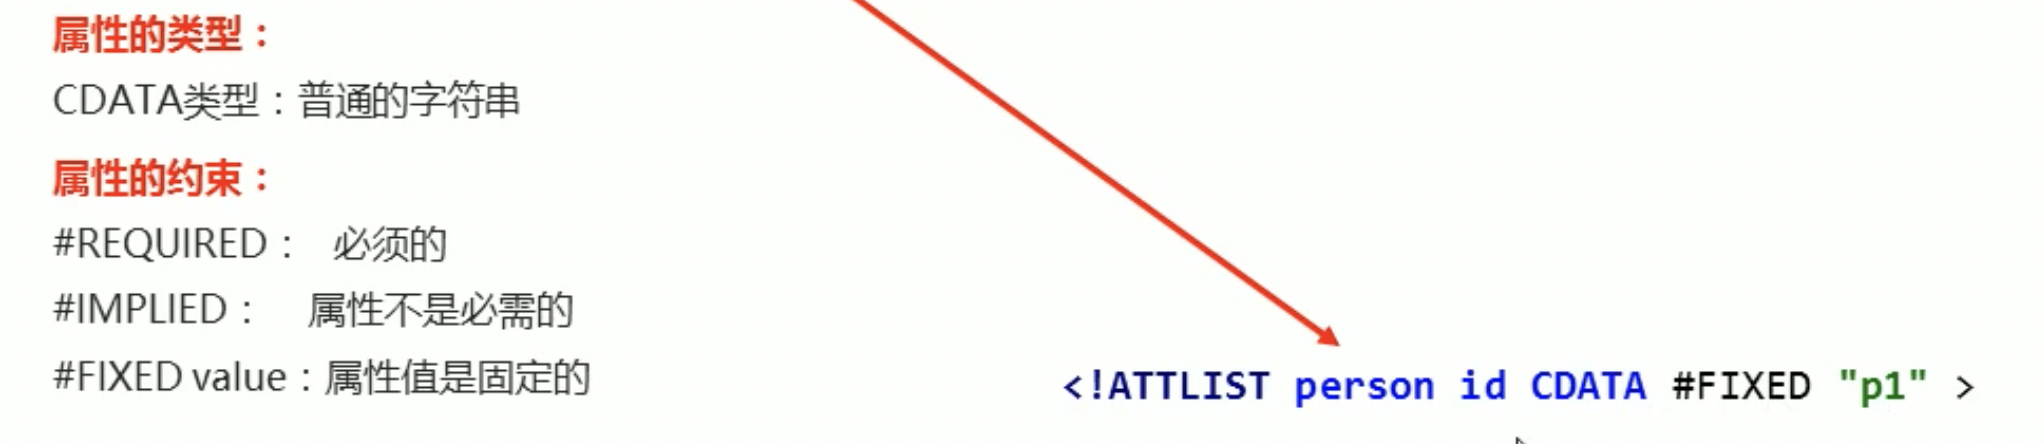 属性的类型：
CDATA类型：普通的字符串
属性的约束：
#REQUIRED： 必须的
#IMPLIED： 属性不是必需的
#FIXED value：属性值是固定的
<!ATTLIST person id CDATA #FIXED "p1" >